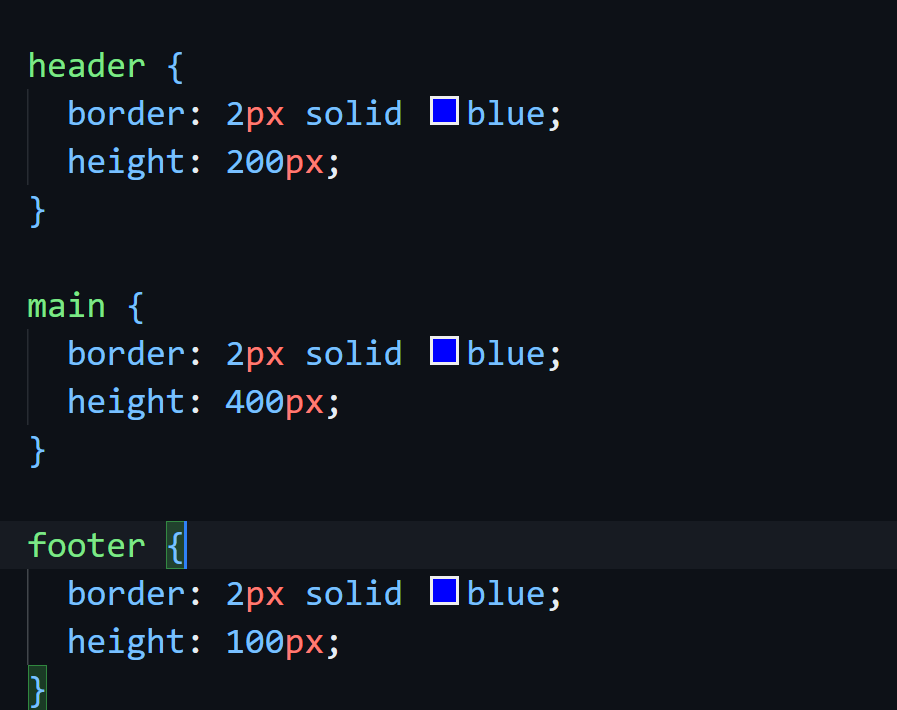 header {
  border: 2px solid blue;
  height: 200px;
}

main {
  border: 2px solid blue;
  height: 400px;
}

footer {
  border: 2px solid blue;
  height: 100px;
}